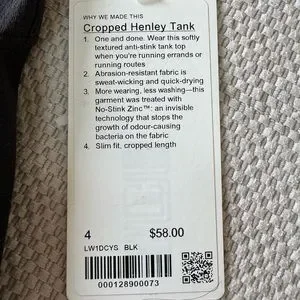 WHY WE MADE THIS
Cropped Henley Tank
1. One and done. Wear this softly
textured anti-stink tank top
when you're running errands or
running routes
2. Abrasion-resistant fabric is
sweat-wicking and quick-drying
3. More wearing, less washing—this
garment was treated with
No-Stink Zinc™: an invisible
technology that stops the
growth of odour-causing
bacteria on the fabric
4. Slim fit, cropped length
4 $58.00
LW1DCYS BLK
000128900073